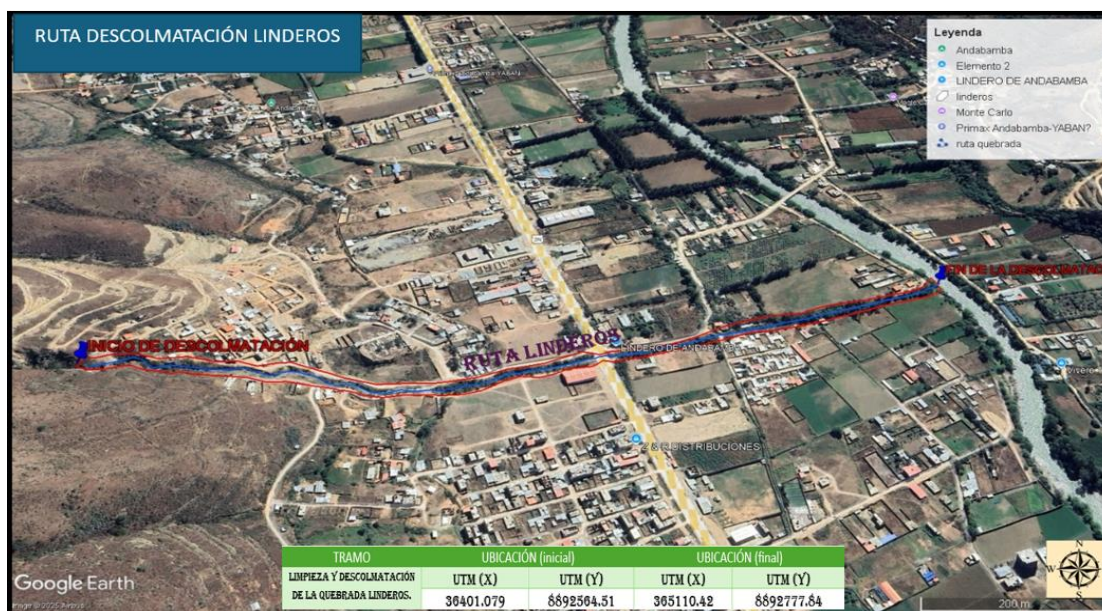 RUTA DESCOLMATACIÓN LINDEROS
Leyenda
Andabamba
Elemento 2
LINDERO DE ANDABAMBA
linderos
Monte Carlo
Primax Andabamba-YABAN?
ruta quebrada
INICIO DE DESCOLMATACIÓN
RUTA LINDEROS
LINDERO DE ANDABAMB
FIN DE LA DESCOLMATAC
DISTRIBUCIONES
TRAMO UBICACIÓN (inicial) UBICACIÓN (final)
LIMPIEZA Y DESCOLMATACIÓN DE LA QUEBRADA LINDEROS. UTM (X) UTM (Y) UTM (X) UTM (Y)
36401.079 8892564.51 365110.42 8892777.84
Google Earth
200 m
N
W
S